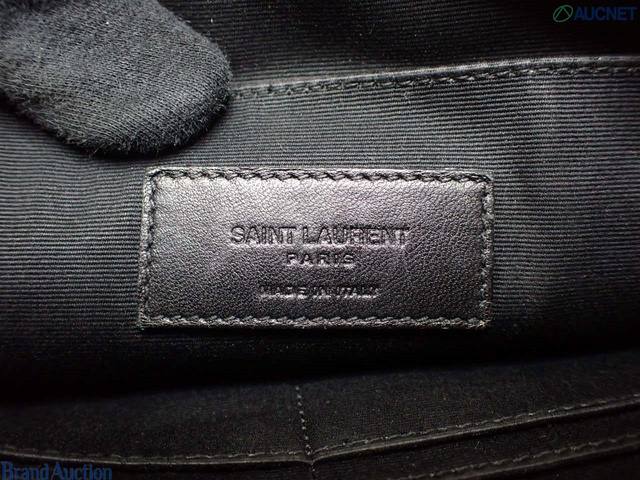 AUCNET
SAINT LAURENT
PARIS
MADE IN ITALY
Brand Auction